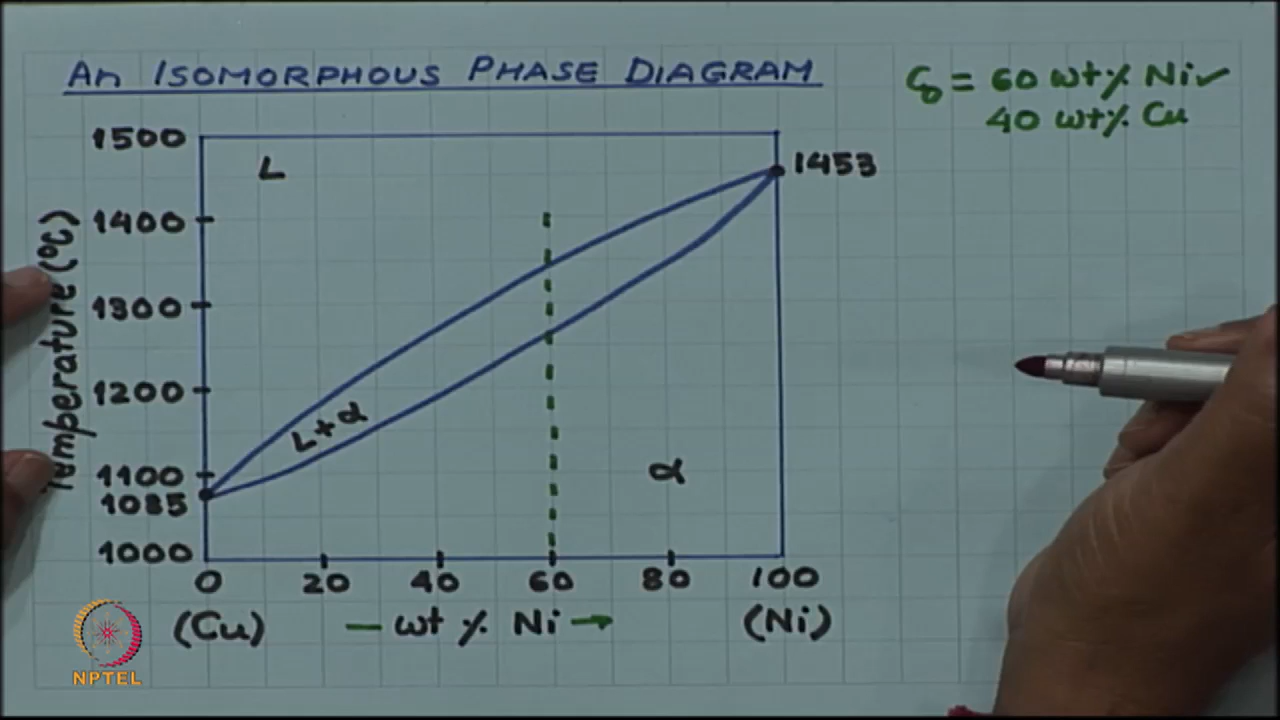 An ISOMORPHOUS PHASE DIAGRAM
C₀ = 60 wt% Ni✓
40 wt% Cu
1500
L
1453
1400
Temperature (°C)
1300
1200
L+α
1100
α
1085
1000
0 20 40 60 80 100
(Cu) — wt % Ni → (Ni)
NPTEL